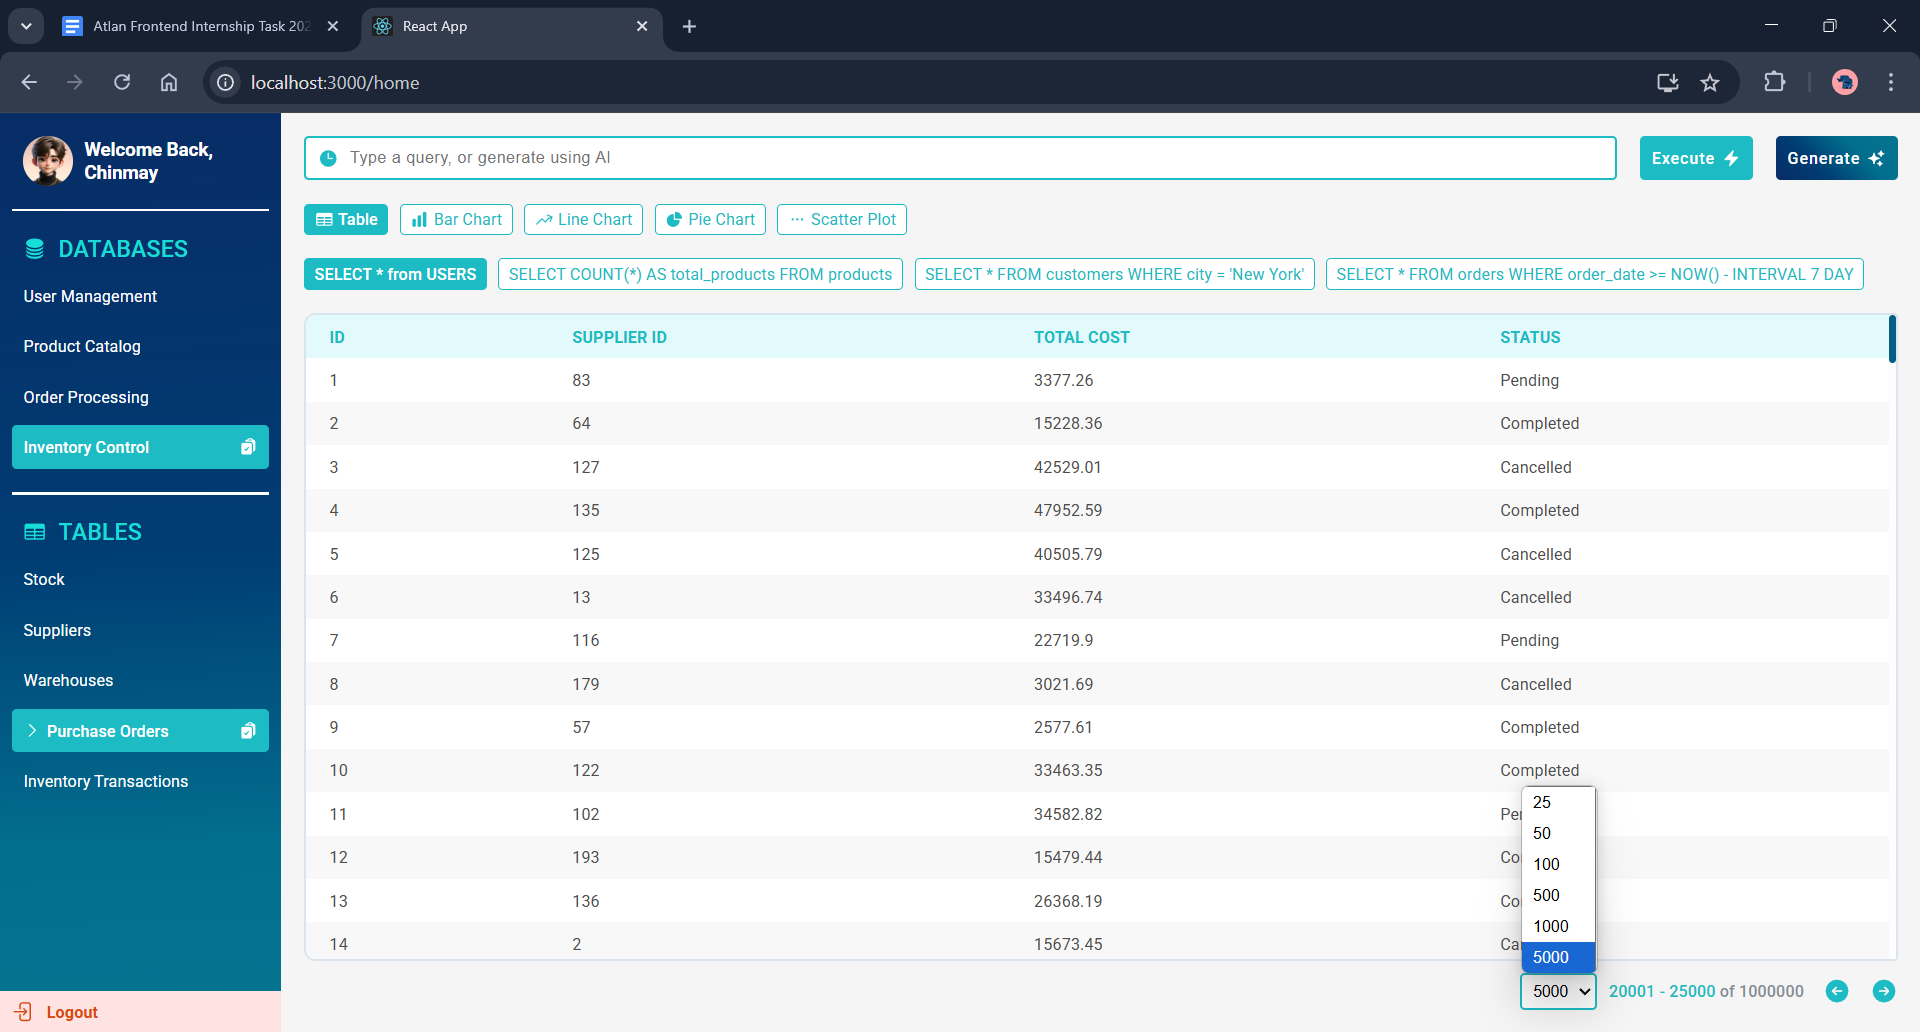 Atlan Frontend Internship Task 202
React App
localhost:3000/home
Welcome Back,
Chinmay
DATABASES
User Management
Product Catalog
Order Processing
Inventory Control
TABLES
Stock
Suppliers
Warehouses
Purchase Orders
Inventory Transactions
Logout
Type a query, or generate using AI
Execute
Generate
Table
Bar Chart
Line Chart
Pie Chart
Scatter Plot
SELECT * from USERS
SELECT COUNT(*) AS total_products FROM products
SELECT * FROM customers WHERE city = 'New York'
SELECT * FROM orders WHERE order_date >= NOW() - INTERVAL 7 DAY
ID SUPPLIER ID TOTAL COST STATUS
1 83 3377.26 Pending
2 64 15228.36 Completed
3 127 42529.01 Cancelled
4 135 47952.59 Completed
5 125 40505.79 Cancelled
6 13 33496.74 Cancelled
7 116 22719.9 Pending
8 179 3021.69 Cancelled
9 57 2577.61 Completed
10 122 33463.35 Completed
11 102 34582.82 Pe
12 193 15479.44 Co
13 136 26368.19 Co
14 2 15673.45 Ca
25
50
100
500
1000
5000
5000
20001 - 25000 of 1000000